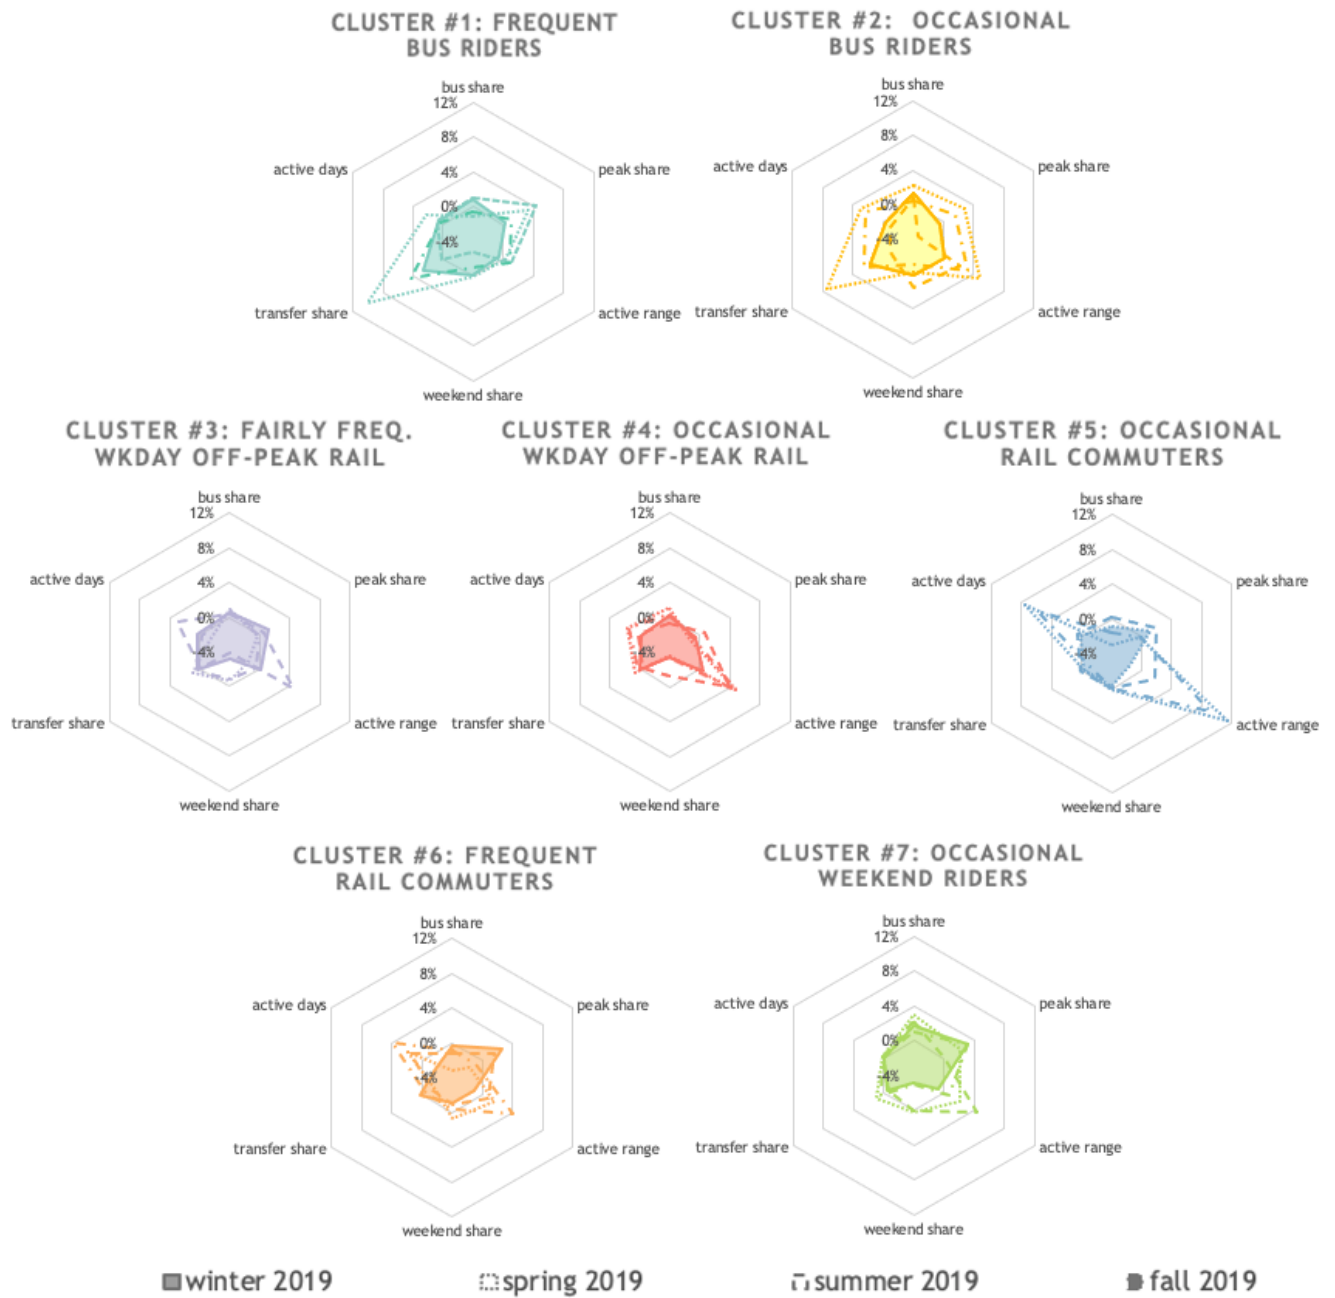 CLUSTER #1: FREQUENT
BUS RIDERS
bus share
12%
8%
4%
0%
-4%
active days
peak share
transfer share
active range
weekend share
CLUSTER #2: OCCASIONAL
BUS RIDERS
bus share
12%
8%
4%
0%
-4%
active days
peak share
transfer share
active range
weekend share
CLUSTER #3: FAIRLY FREQ.
WKDAY OFF-PEAK RAIL
bus share
12%
8%
4%
0%
-4%
active days
peak share
transfer share
active range
weekend share
CLUSTER #4: OCCASIONAL
WKDAY OFF-PEAK RAIL
bus share
12%
8%
4%
0%
-4%
active days
peak share
transfer share
active range
weekend share
CLUSTER #5: OCCASIONAL
RAIL COMMUTERS
bus share
12%
8%
4%
0%
-4%
active days
peak share
transfer share
active range
weekend share
CLUSTER #6: FREQUENT
RAIL COMMUTERS
bus share
12%
8%
4%
0%
-4%
active days
peak share
transfer share
active range
weekend share
CLUSTER #7: OCCASIONAL
WEEKEND RIDERS
bus share
12%
8%
4%
0%
-4%
active days
peak share
transfer share
active range
weekend share
winter 2019
spring 2019
summer 2019
fall 2019